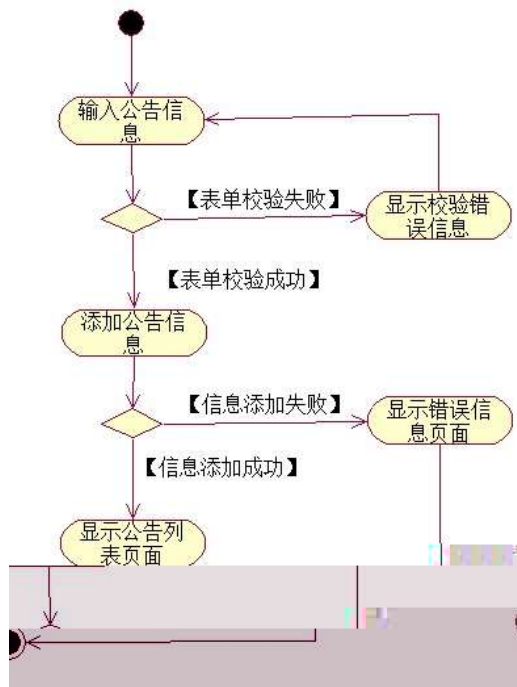 输入公告信
息
【表单校验失败】
显示校验错
误信息
【表单校验成功】
添加公告信
息
【信息添加失败】
显示错误信
息页面
【信息添加成功】
显示公告列
表页面